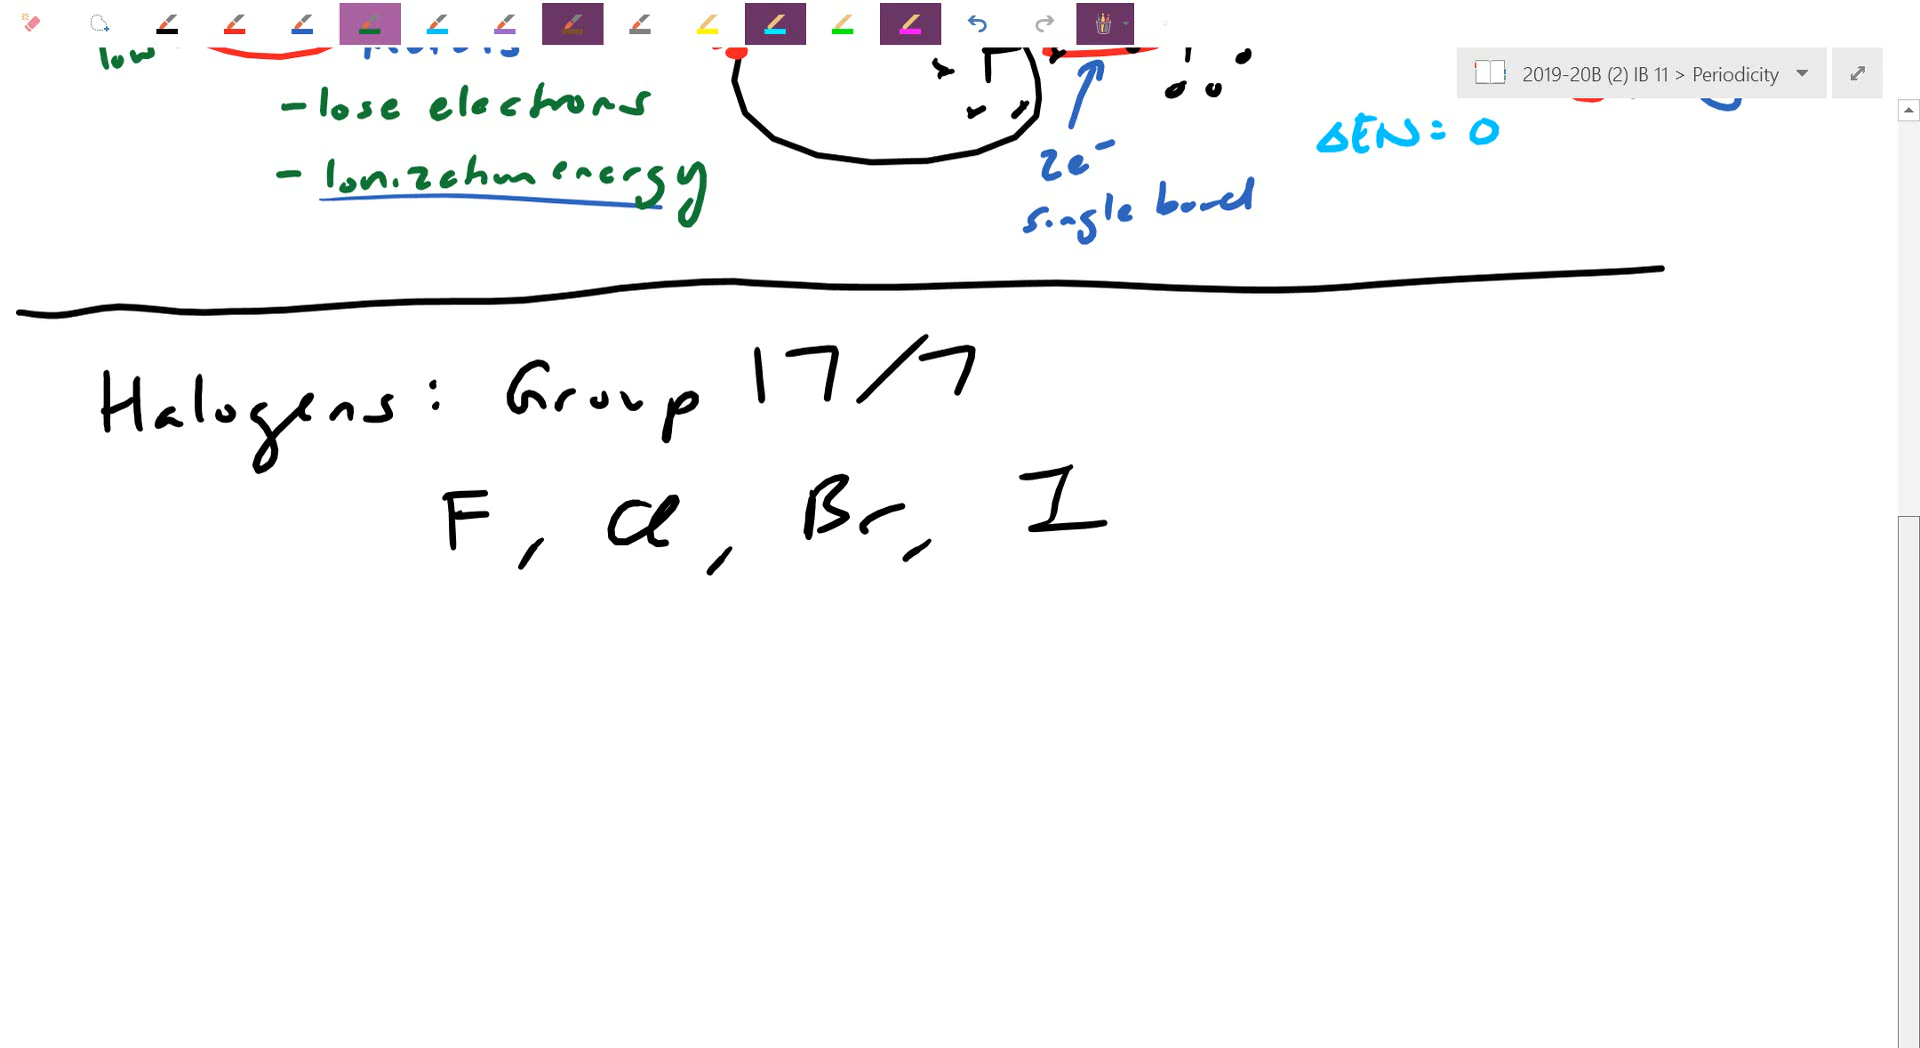 2019-20B (2) IB 11 > Periodicity
low
- lose electrons
- Ionization energy
2e⁻
single bond
ΔEN = 0
Halogens: Group 17/7
F, Cl, Br, I